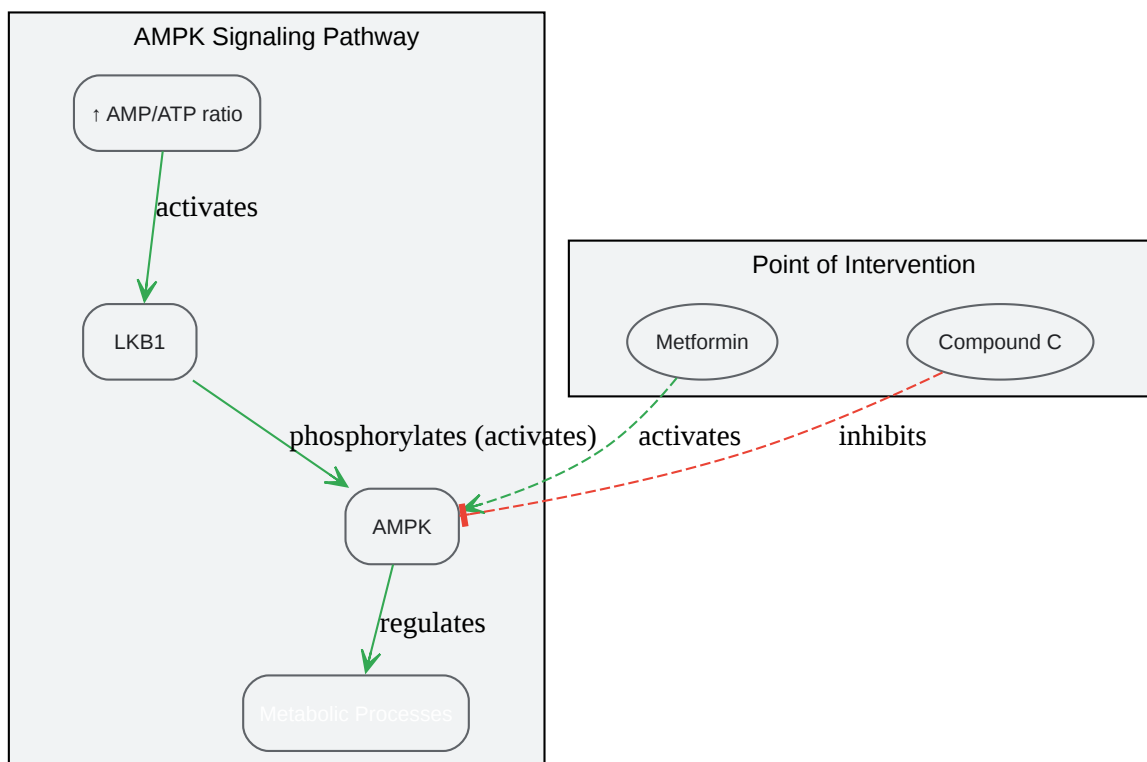 AMPK Signaling Pathway
↑ AMP/ATP ratio
activates
Point of Intervention
LKB1
Metformin
Compound C
phosphorylates (activates)
activates
inhibits
AMPK
regulates
Metabolic Processes